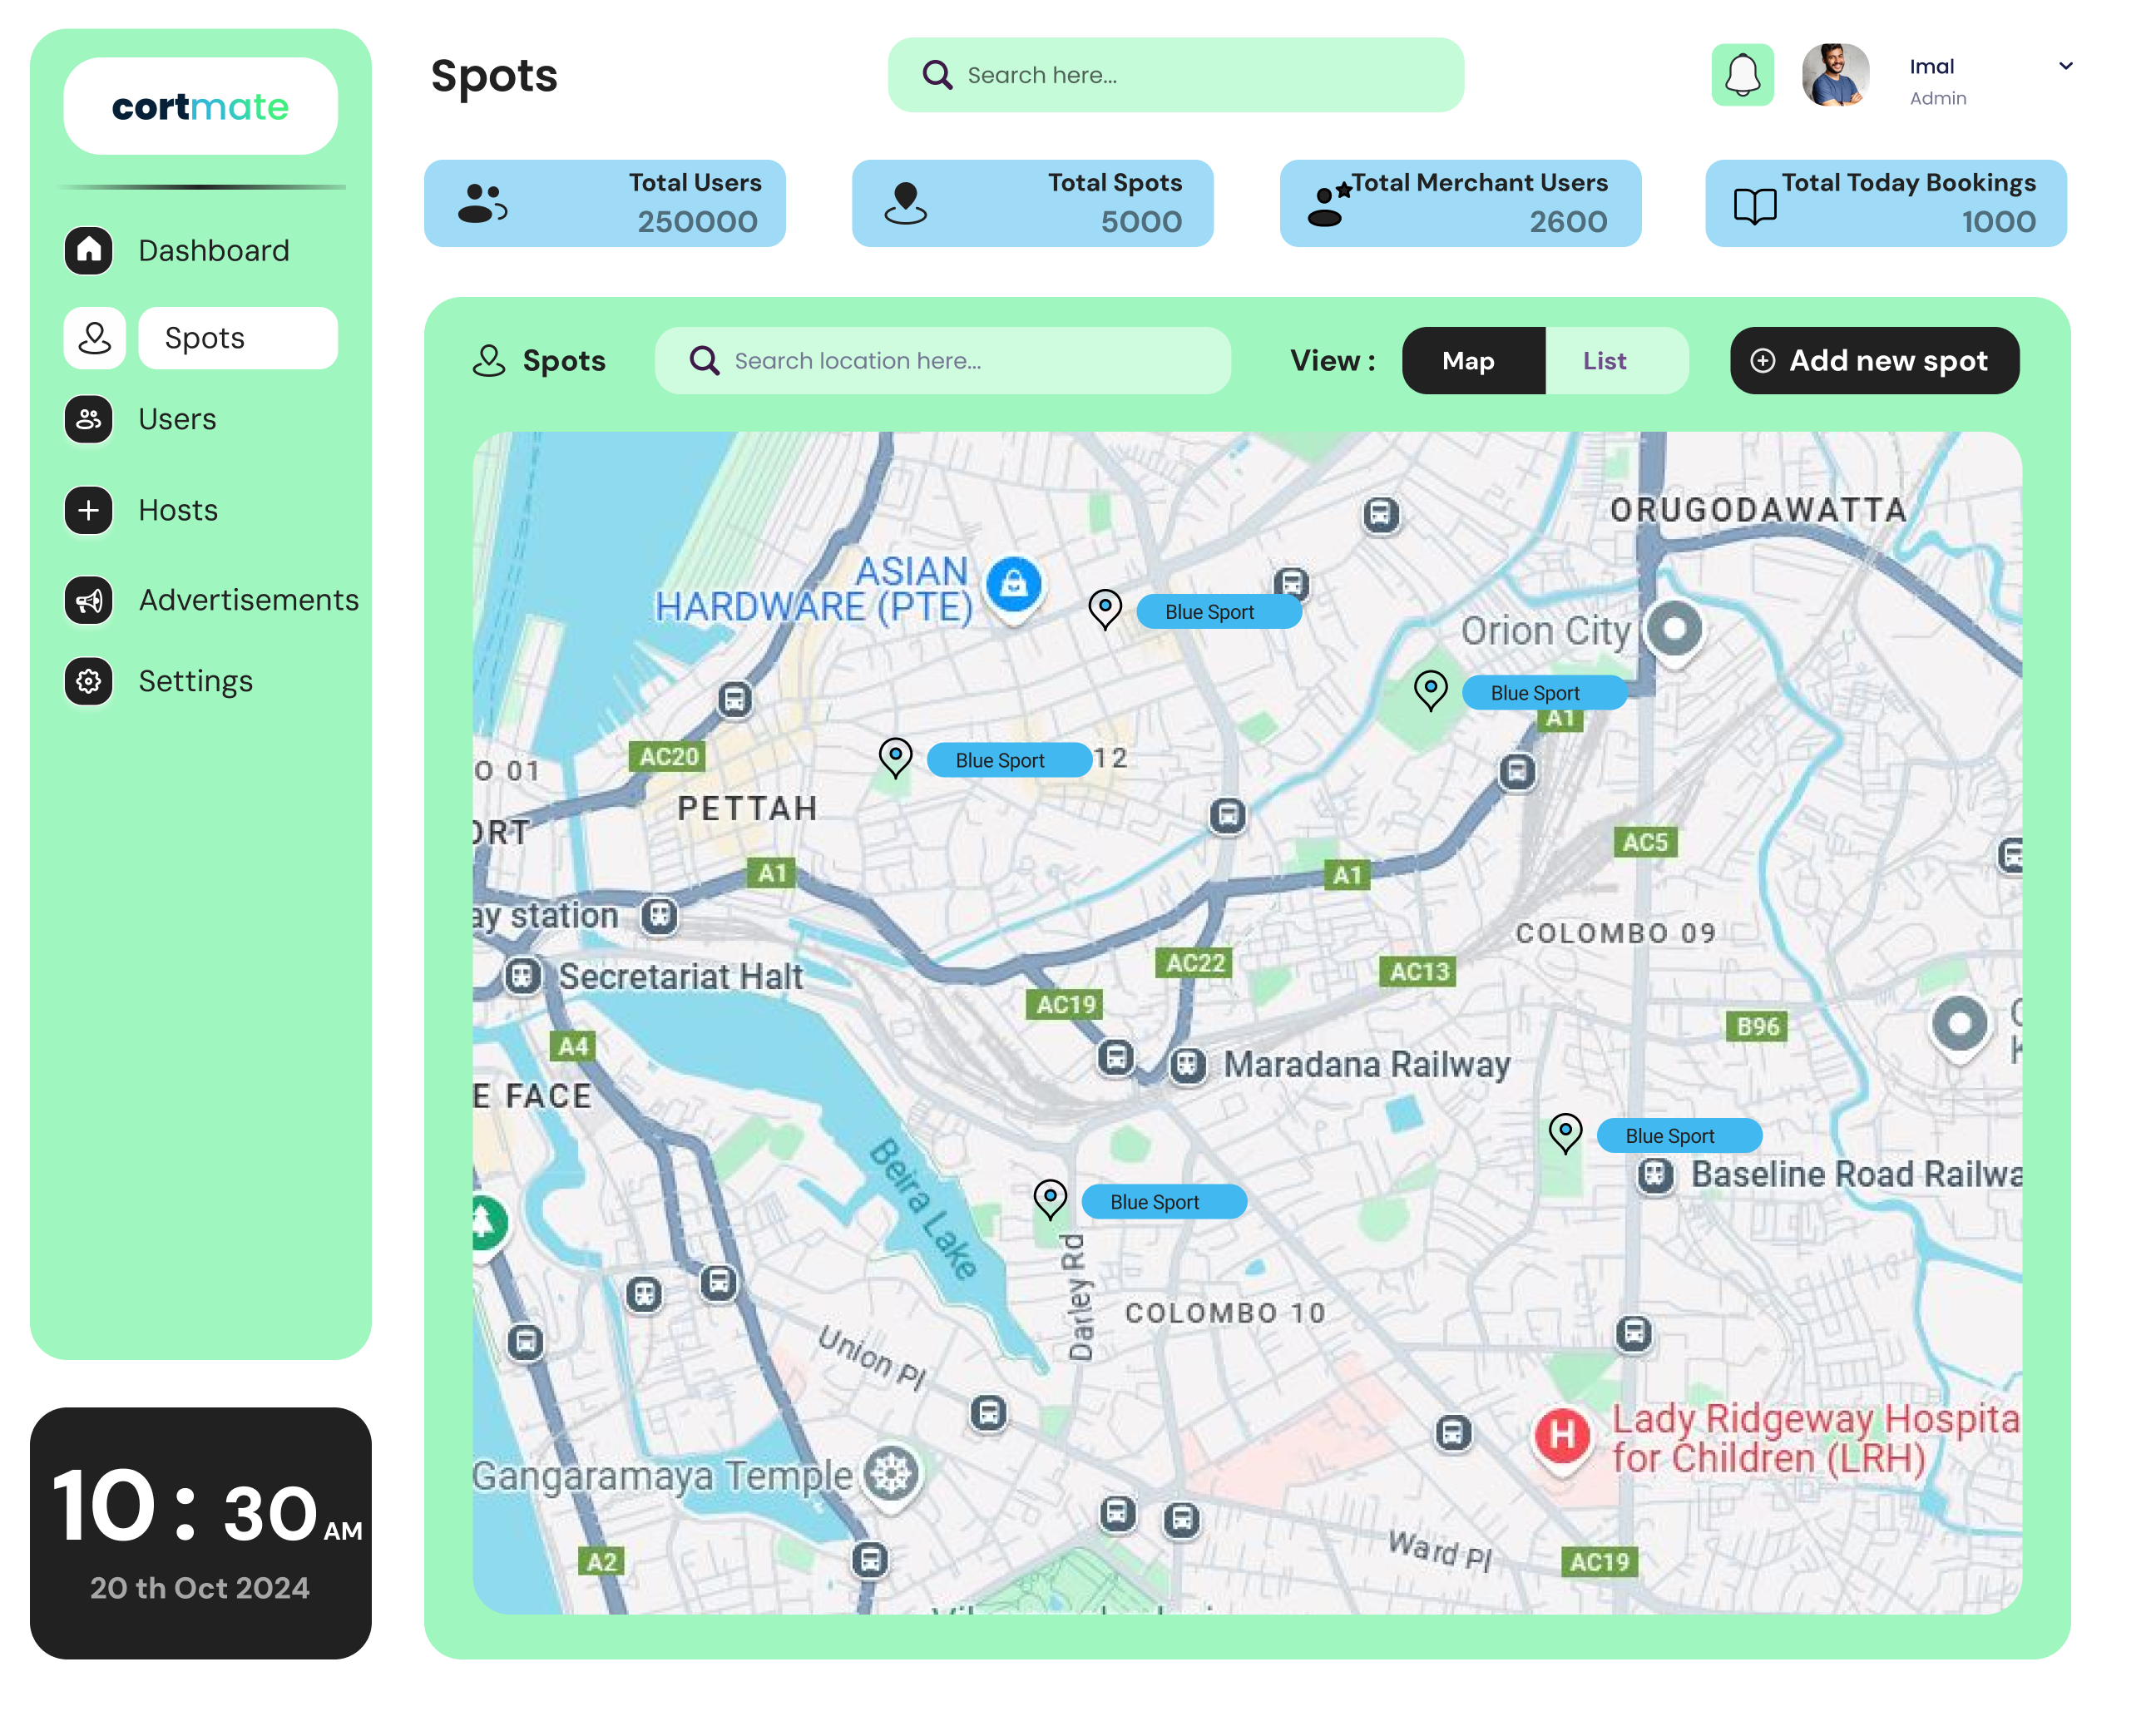 cortmate
Spots
Search here...
Imal
Admin
Total Users
250000
Total Spots
5000
Total Merchant Users
2600
Total Today Bookings
1000
Dashboard
Spots
Users
Hosts
Advertisements
Settings
10 : 30 AM
20 th Oct 2024
Spots
Search location here...
View :
Map
List
Add new spot
ORUGODAWATTA
ASIAN
HARDWARE (PTE)
Blue Sport
Orion City
Blue Sport
A1
Blue Sport
12
AC20
O 01
PETTAH
ORT
AC5
A1
A1
ay station
COLOMBO 09
Secretariat Halt
AC22
AC13
AC19
B96
A4
Maradana Railway
E FACE
Blue Sport
Baseline Road Railwa
Beira Lake
Blue Sport
Darley Rd
COLOMBO 10
Union Pl
Lady Ridgeway Hospita
for Children (LRH)
Gangaramaya Temple
Ward Pl
A2
AC19